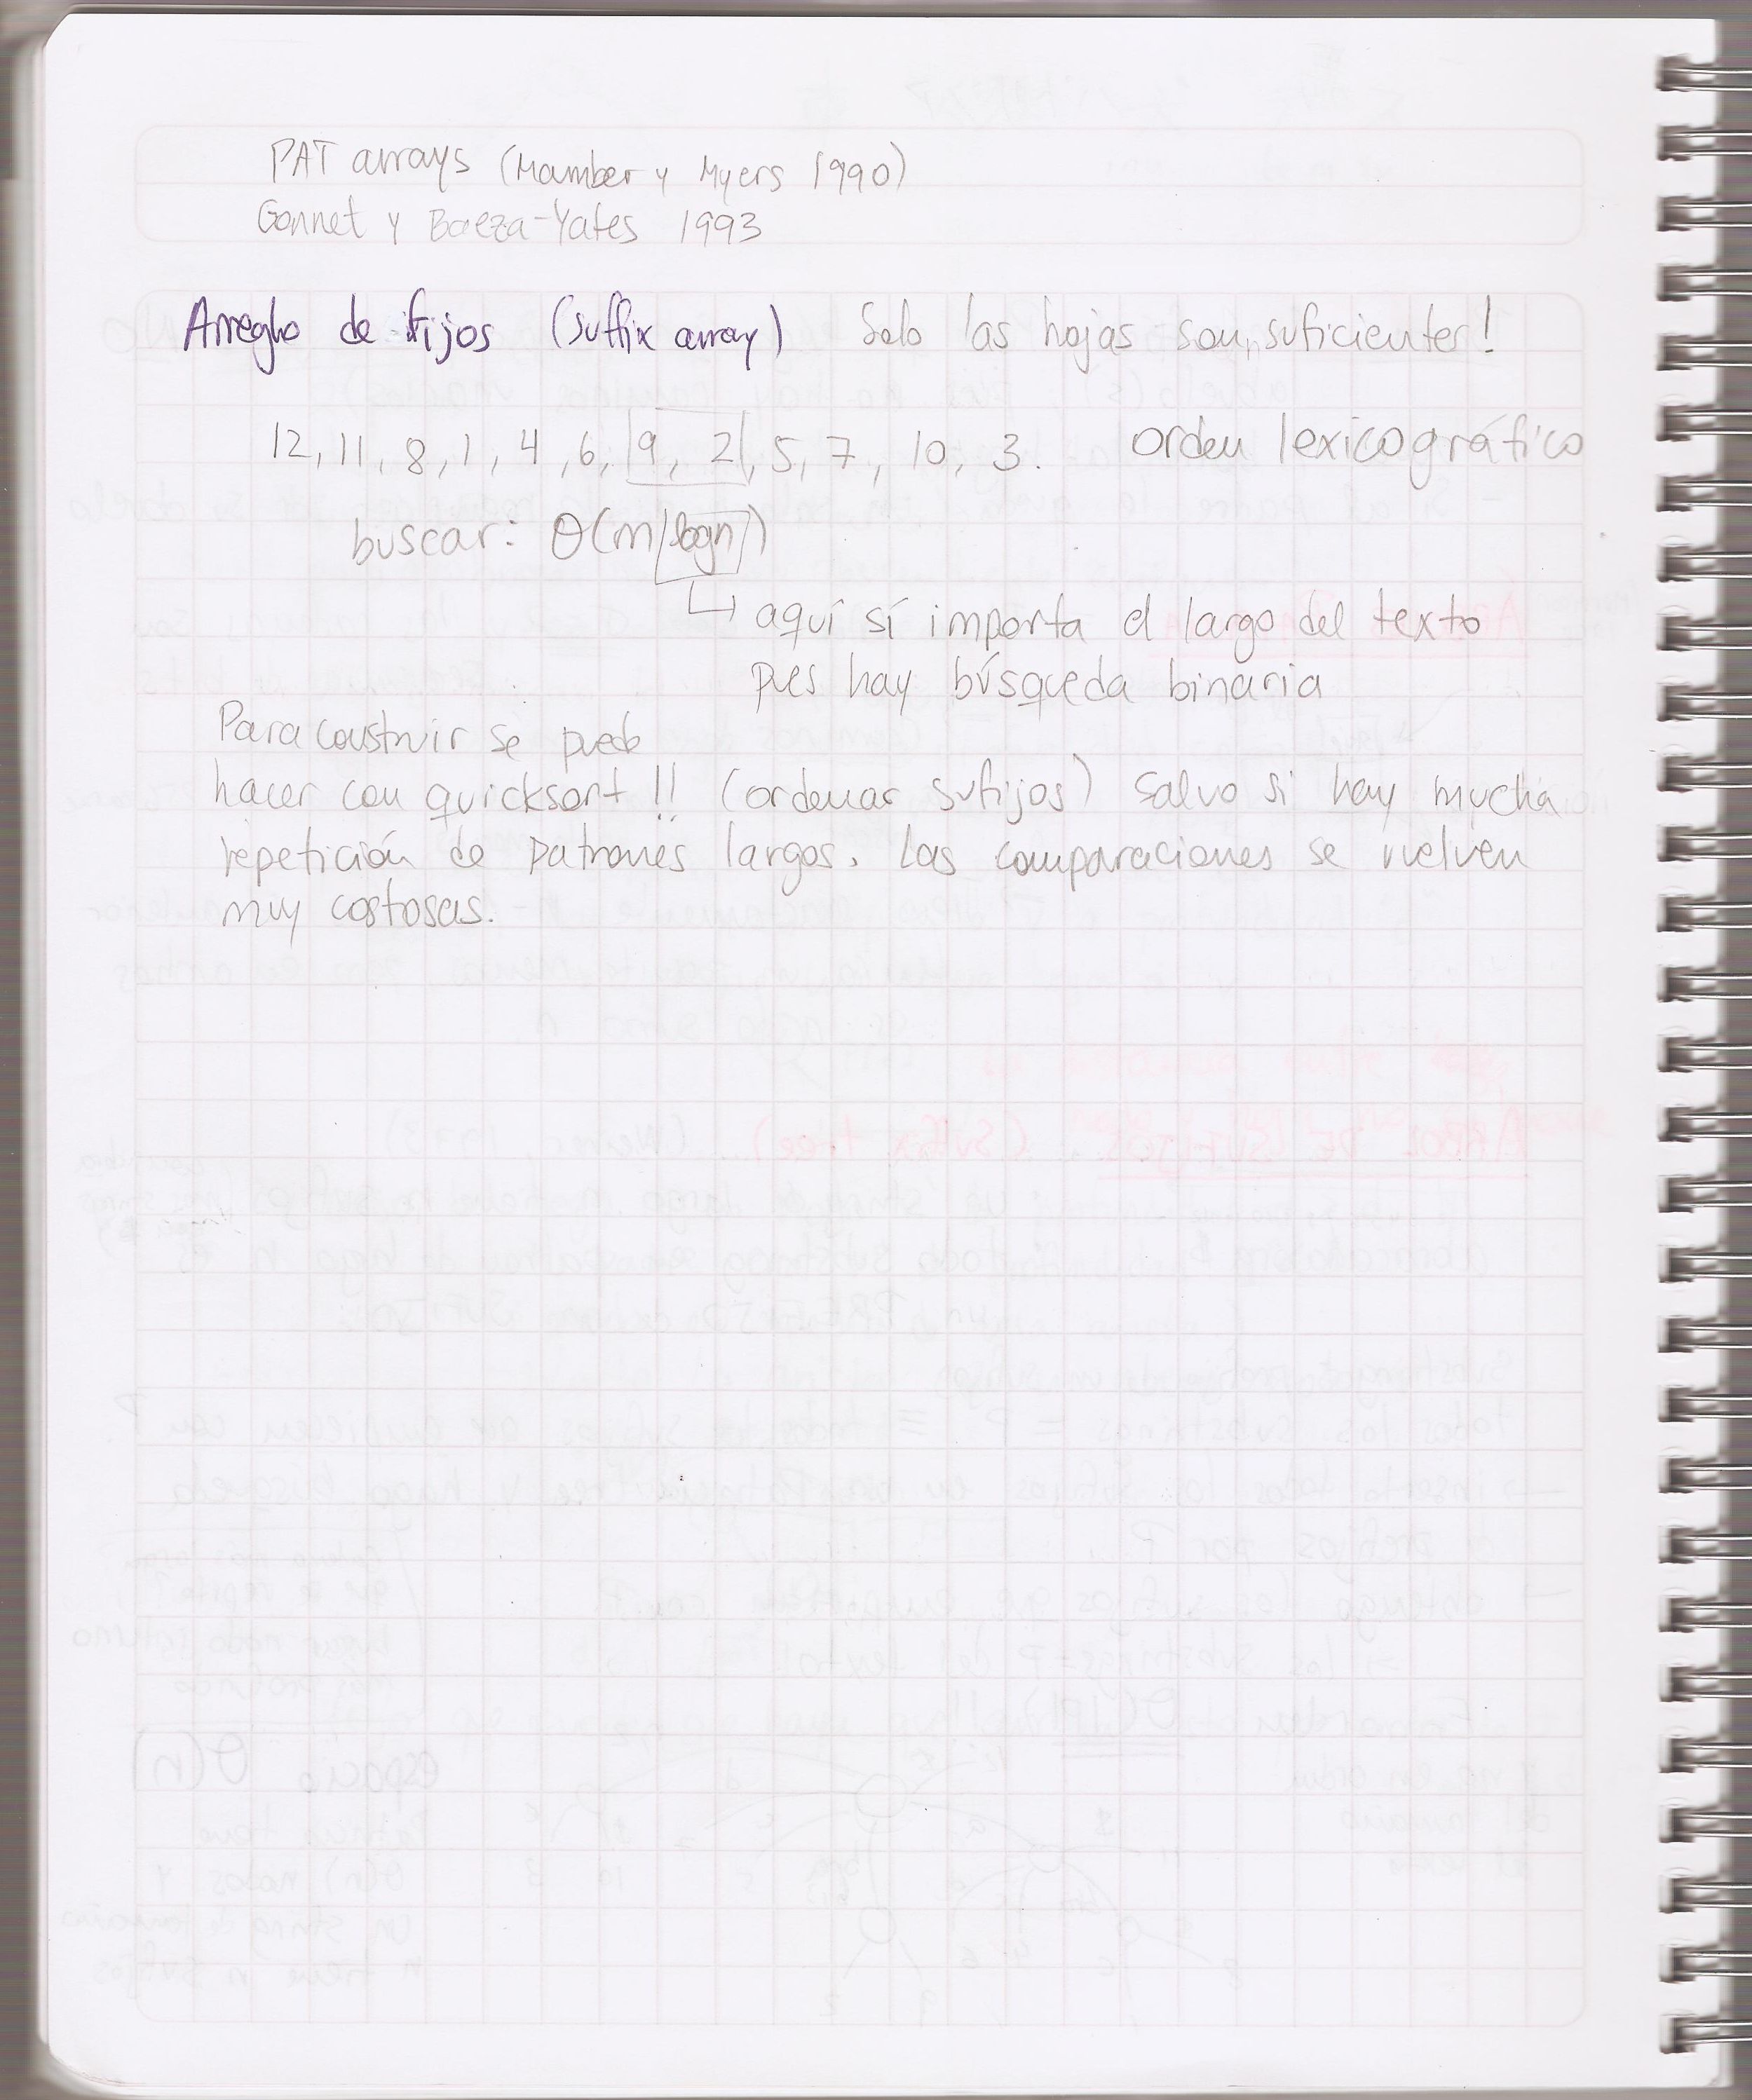 PAT arrays (Mamber y Myers 1990)
Gonnet y Baeza-Yates 1993
Arreglo de fijos (suffix array) Solo las hojas son suficientes!
12, 11, 8, 1, 4, 6, |9, 2|, 5, 7, 10, 3. orden lexicográfico
buscar: O(m logn)
↳ aquí sí importa el largo del texto
pues hay búsqueda binaria
Para construir se puede
hacer con quicksort!! (ordenar sufijos) salvo si hay mucha
repetición de patrones largos. Las comparaciones se vuelven
muy costosas.